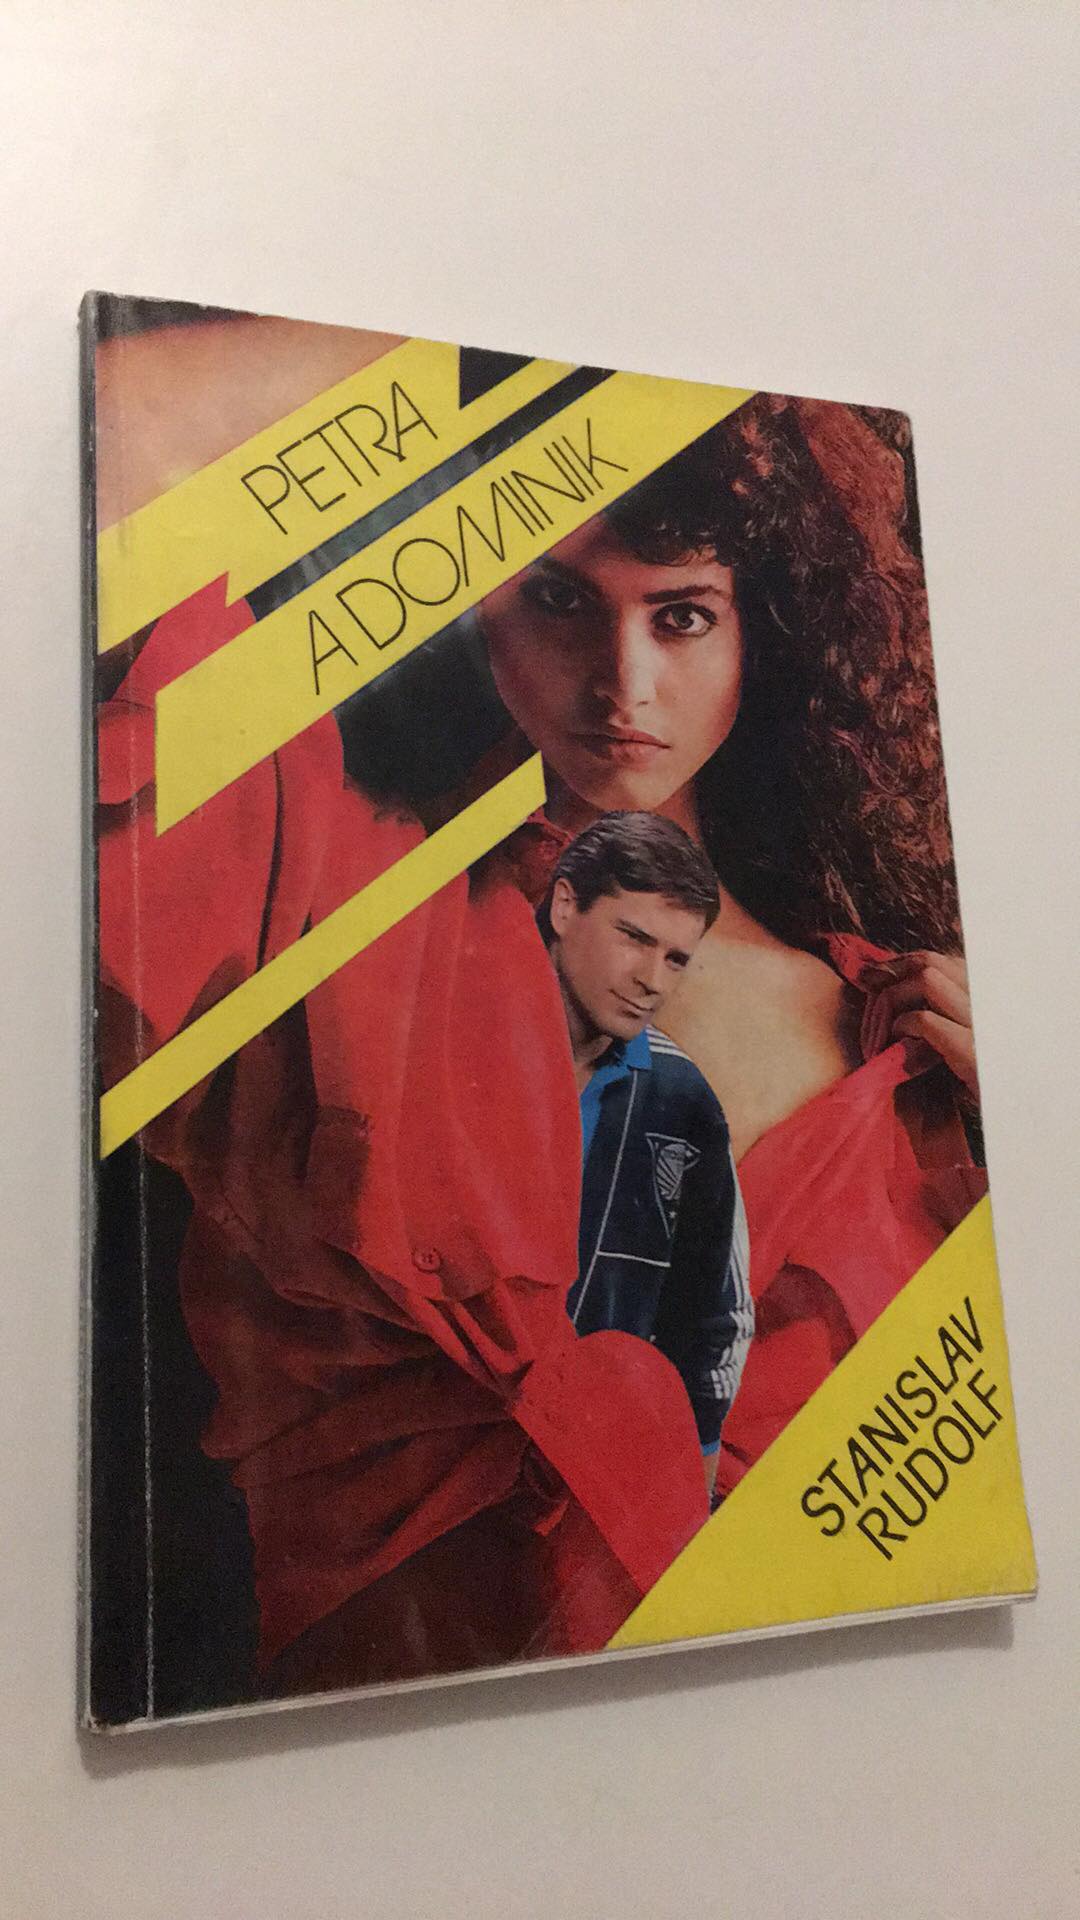 PETRA
A DOMINIK
STANISLAV
RUDOLF